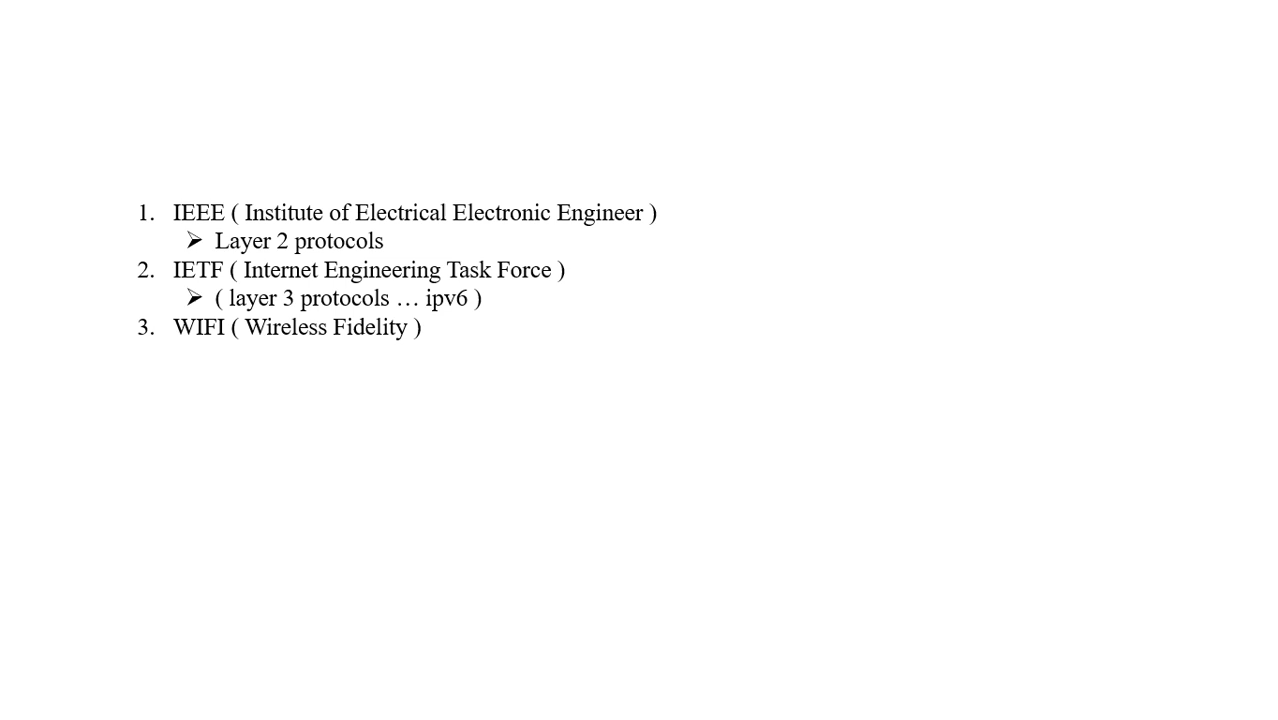 1. IEEE ( Institute of Electrical Electronic Engineer )
➢ Layer 2 protocols
2. IETF ( Internet Engineering Task Force )
➢ ( layer 3 protocols … ipv6 )
3. WIFI ( Wireless Fidelity )